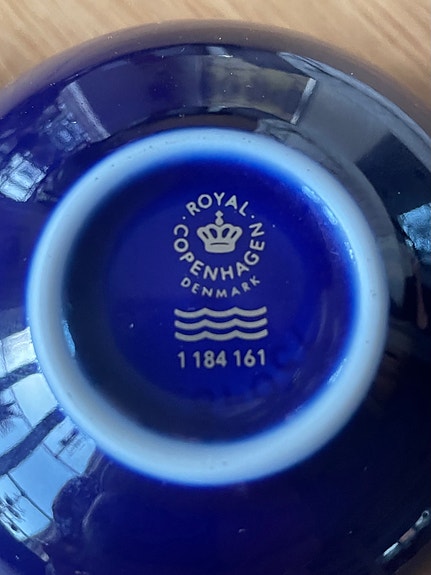 · ROYAL ·
COPENHAGEN
DENMARK
1 184 161